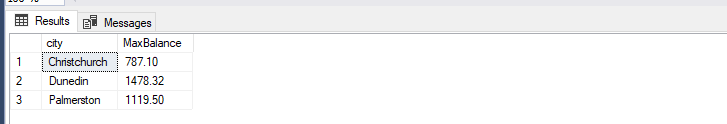 Results Messages
city MaxBalance
1 Christchurch 787.10
2 Dunedin 1478.32
3 Palmerston 1119.50